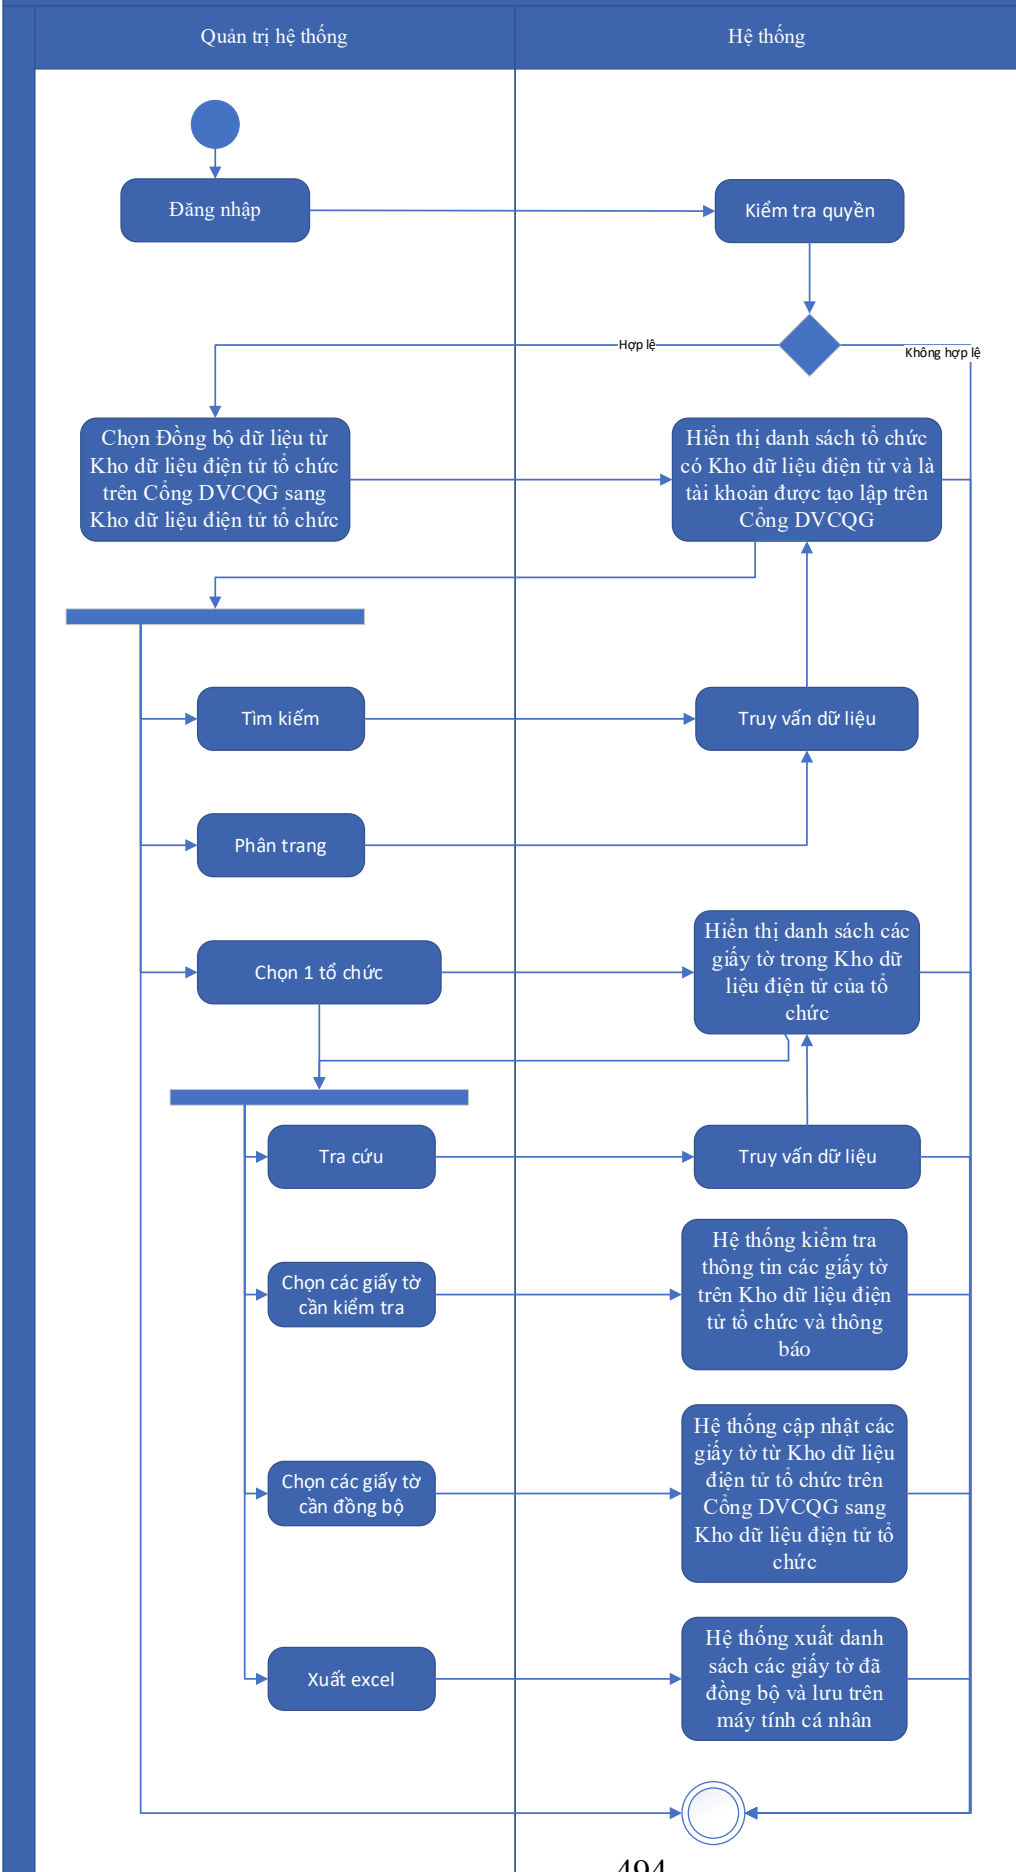 Quản trị hệ thống
Hệ thống
Đăng nhập
Kiểm tra quyền
Hợp lệ
Không hợp lệ
Chọn Đồng bộ dữ liệu từ
Kho dữ liệu điện tử tổ chức
trên Cổng DVCQG sang
Kho dữ liệu điện tử tổ chức
Hiển thị danh sách tổ chức
có Kho dữ liệu điện tử và là
tài khoản được tạo lập trên
Cổng DVCQG
Tìm kiếm
Truy vấn dữ liệu
Phân trang
Chọn 1 tổ chức
Hiển thị danh sách các
giấy tờ trong Kho dữ
liệu điện tử của tổ
chức
Tra cứu
Truy vấn dữ liệu
Chọn các giấy tờ
cần kiểm tra
Hệ thống kiểm tra
thông tin các giấy tờ
trên Kho dữ liệu điện
tử tổ chức và thông
báo
Chọn các giấy tờ
cần đồng bộ
Hệ thống cập nhật các
giấy tờ từ Kho dữ liệu
điện tử tổ chức trên
Cổng DVCQG sang
Kho dữ liệu điện tử tổ
chức
Xuất excel
Hệ thống xuất danh
sách các giấy tờ đã
đồng bộ và lưu trên
máy tính cá nhân
494